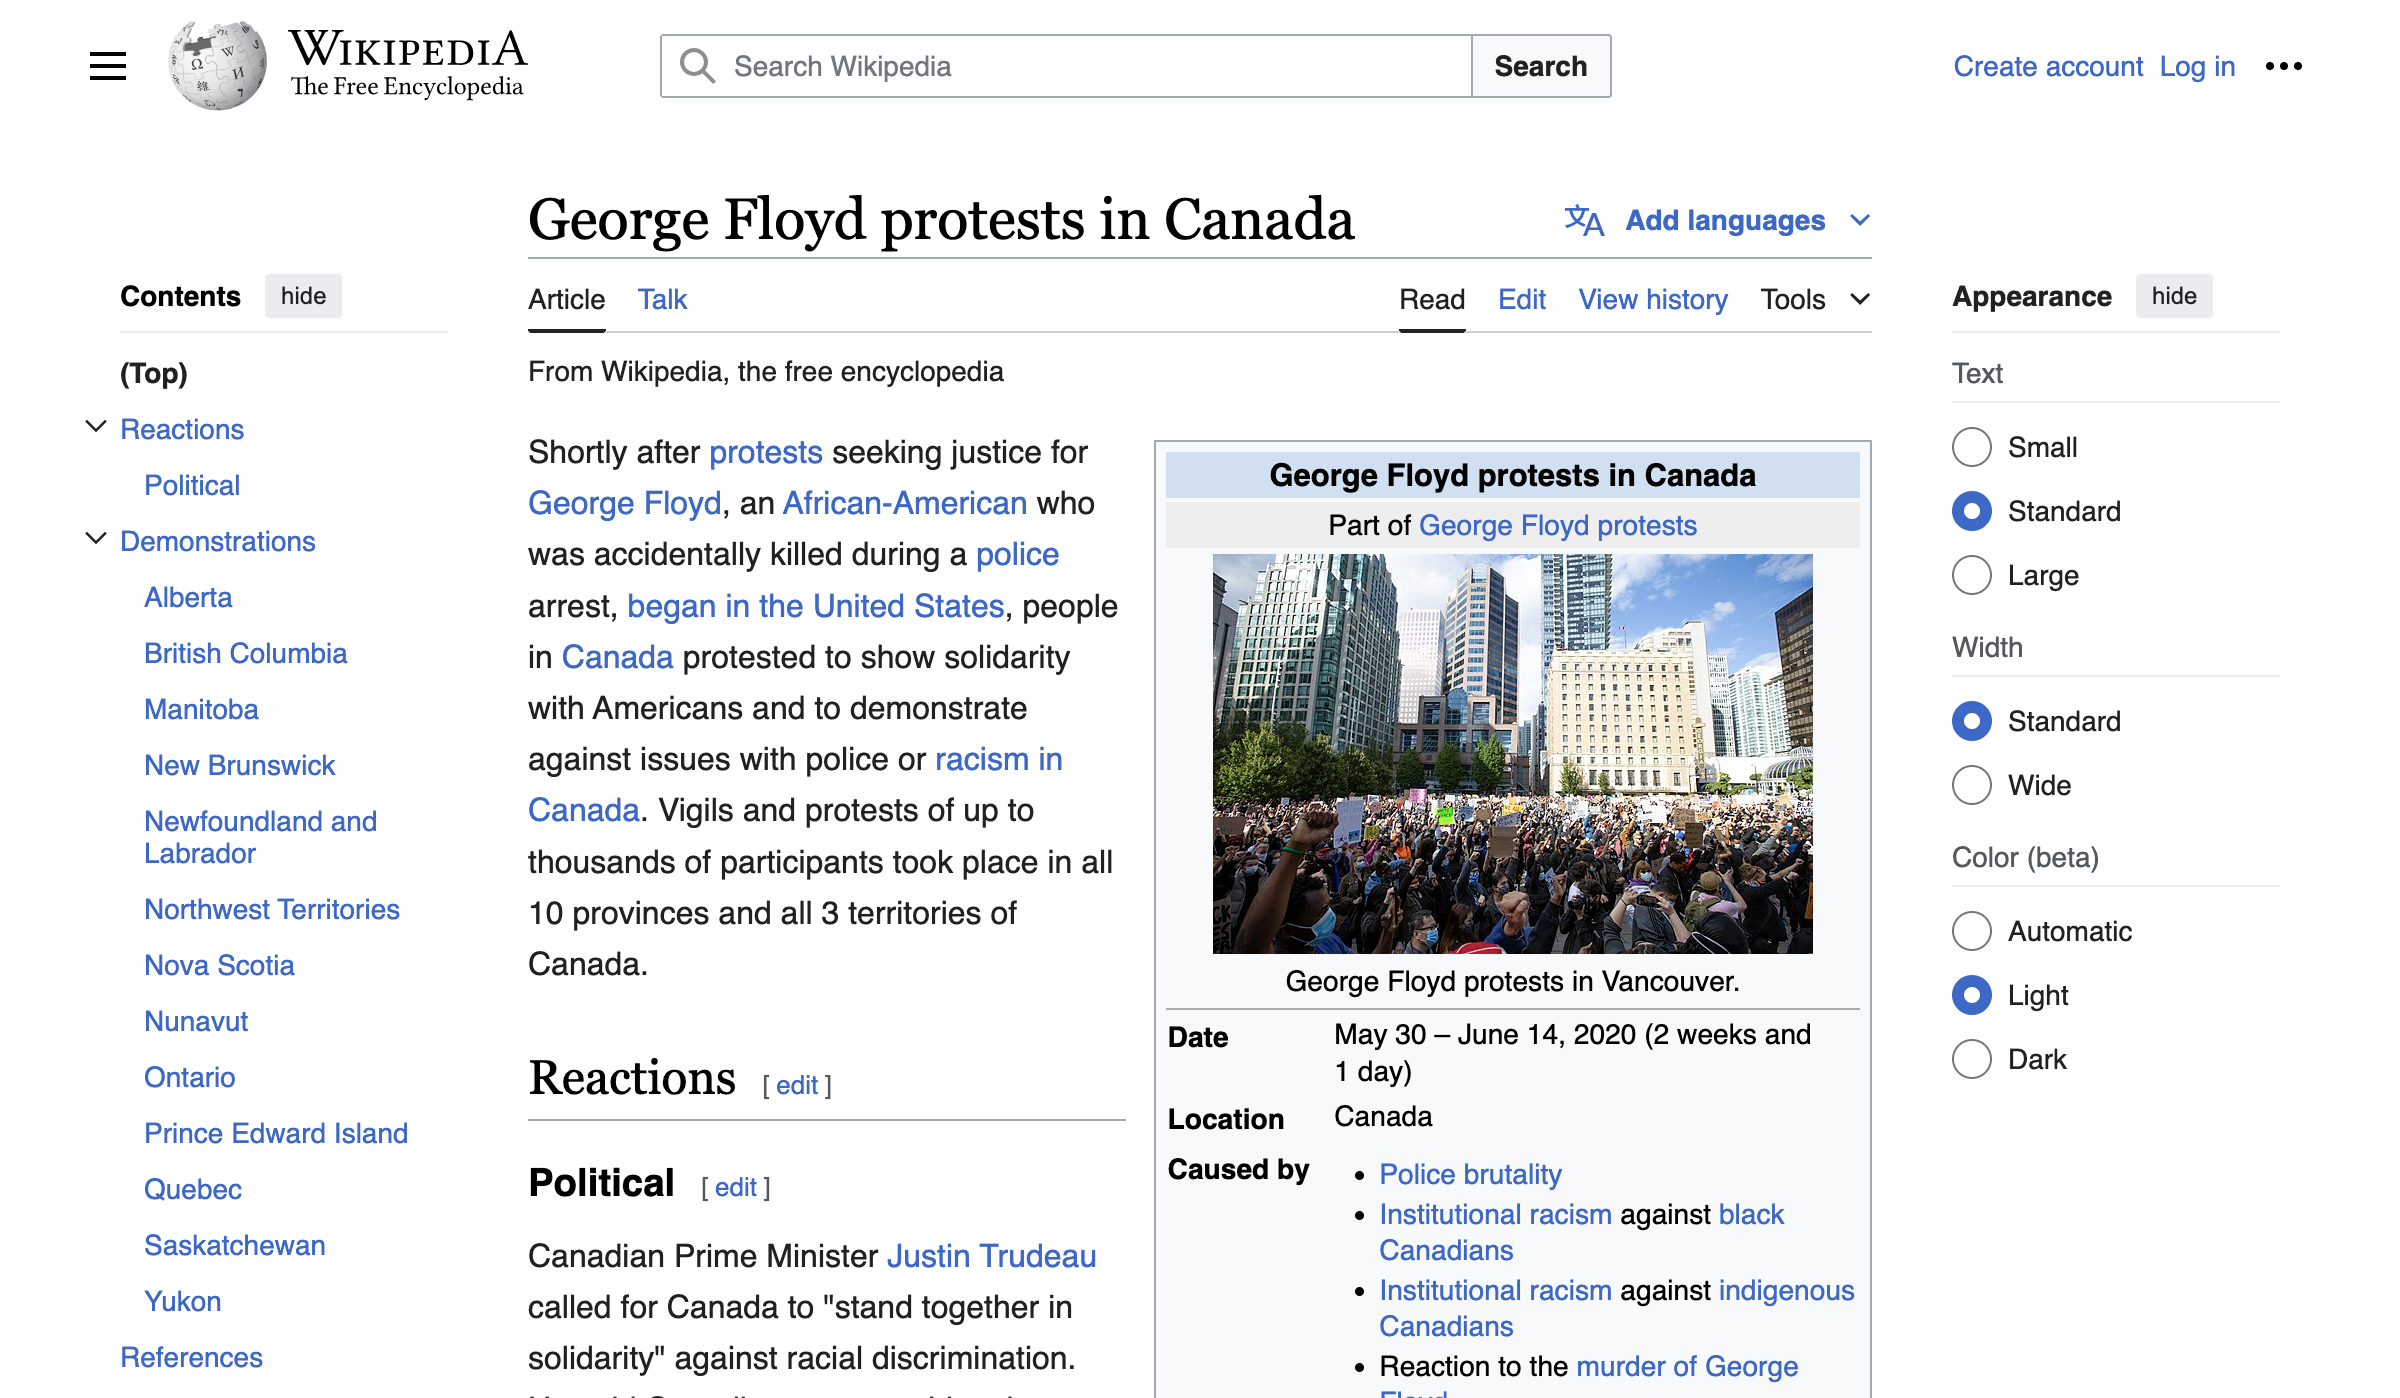 WIKIPEDIA
The Free Encyclopedia
Search Wikipedia
Search
Create account Log in
George Floyd protests in Canada
Add languages
Contents hide
(Top)
Reactions
Political
Demonstrations
Alberta
British Columbia
Manitoba
New Brunswick
Newfoundland and
Labrador
Northwest Territories
Nova Scotia
Nunavut
Ontario
Prince Edward Island
Quebec
Saskatchewan
Yukon
References
Article Talk
Read Edit View history Tools
From Wikipedia, the free encyclopedia
Shortly after protests seeking justice for
George Floyd, an African-American who
was accidentally killed during a police
arrest, began in the United States, people
in Canada protested to show solidarity
with Americans and to demonstrate
against issues with police or racism in
Canada. Vigils and protests of up to
thousands of participants took place in all
10 provinces and all 3 territories of
Canada.
Reactions [ edit ]
Political [ edit ]
Canadian Prime Minister Justin Trudeau
called for Canada to "stand together in
solidarity" against racial discrimination.
George Floyd protests in Canada
Part of George Floyd protests
George Floyd protests in Vancouver.
Date May 30 – June 14, 2020 (2 weeks and
1 day)
Location Canada
Caused by • Police brutality
• Institutional racism against black
Canadians
• Institutional racism against indigenous
Canadians
• Reaction to the murder of George
Appearance hide
Text
Small
Standard
Large
Width
Standard
Wide
Color (beta)
Automatic
Light
Dark